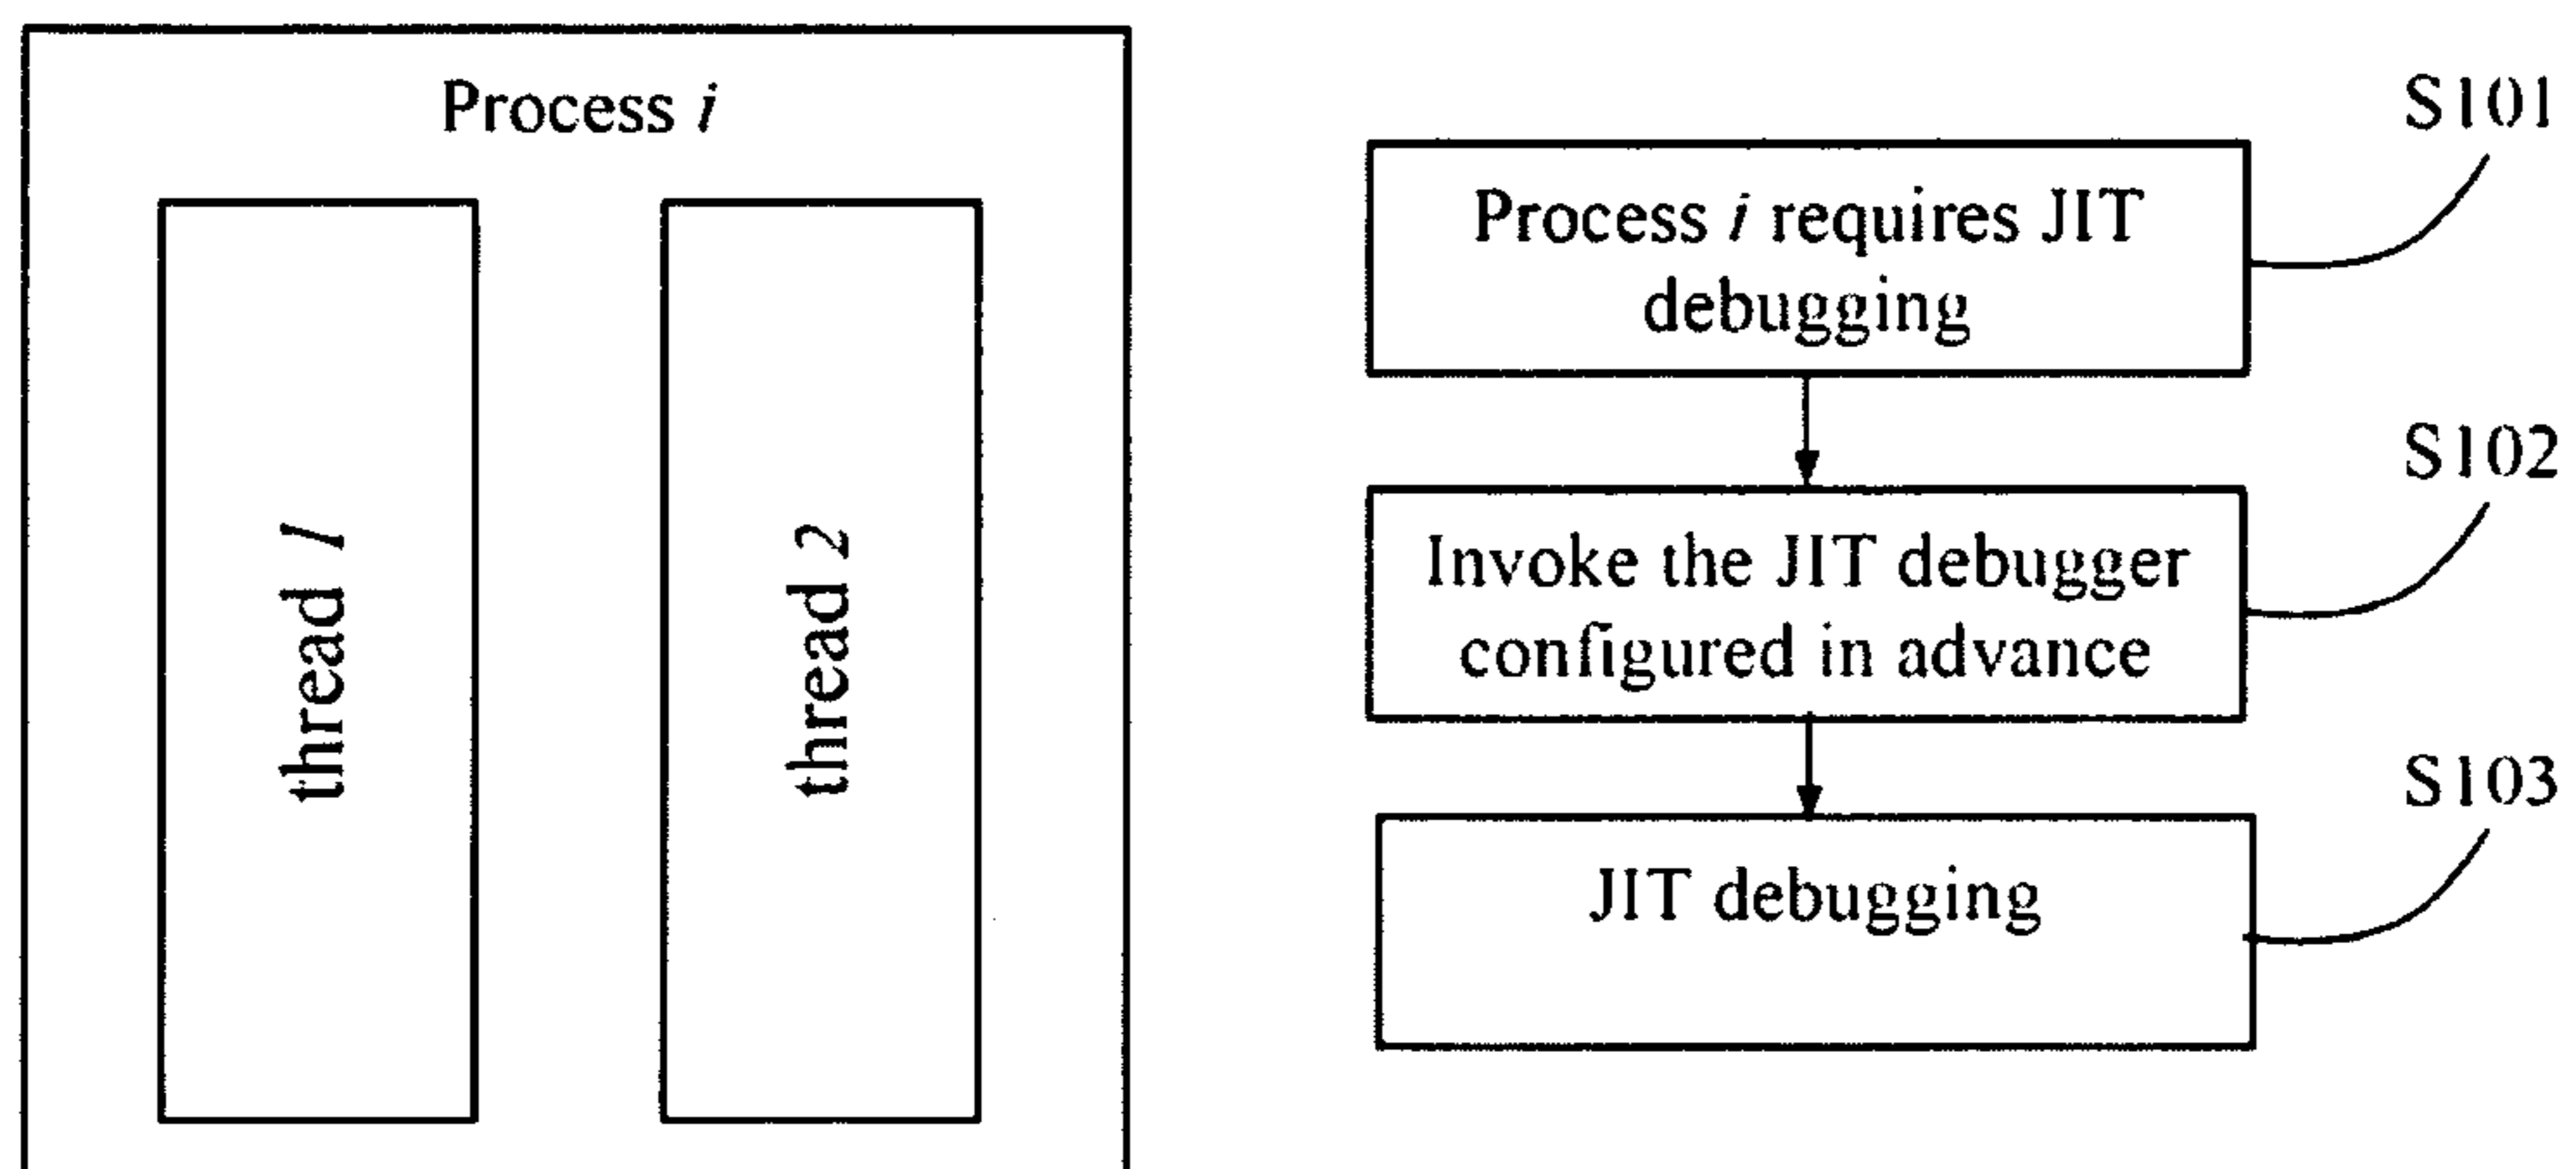 Process i
thread 1
thread 2
S101
Process i requires JIT
debugging
S102
Invoke the JIT debugger
configured in advance
S103
JIT debugging